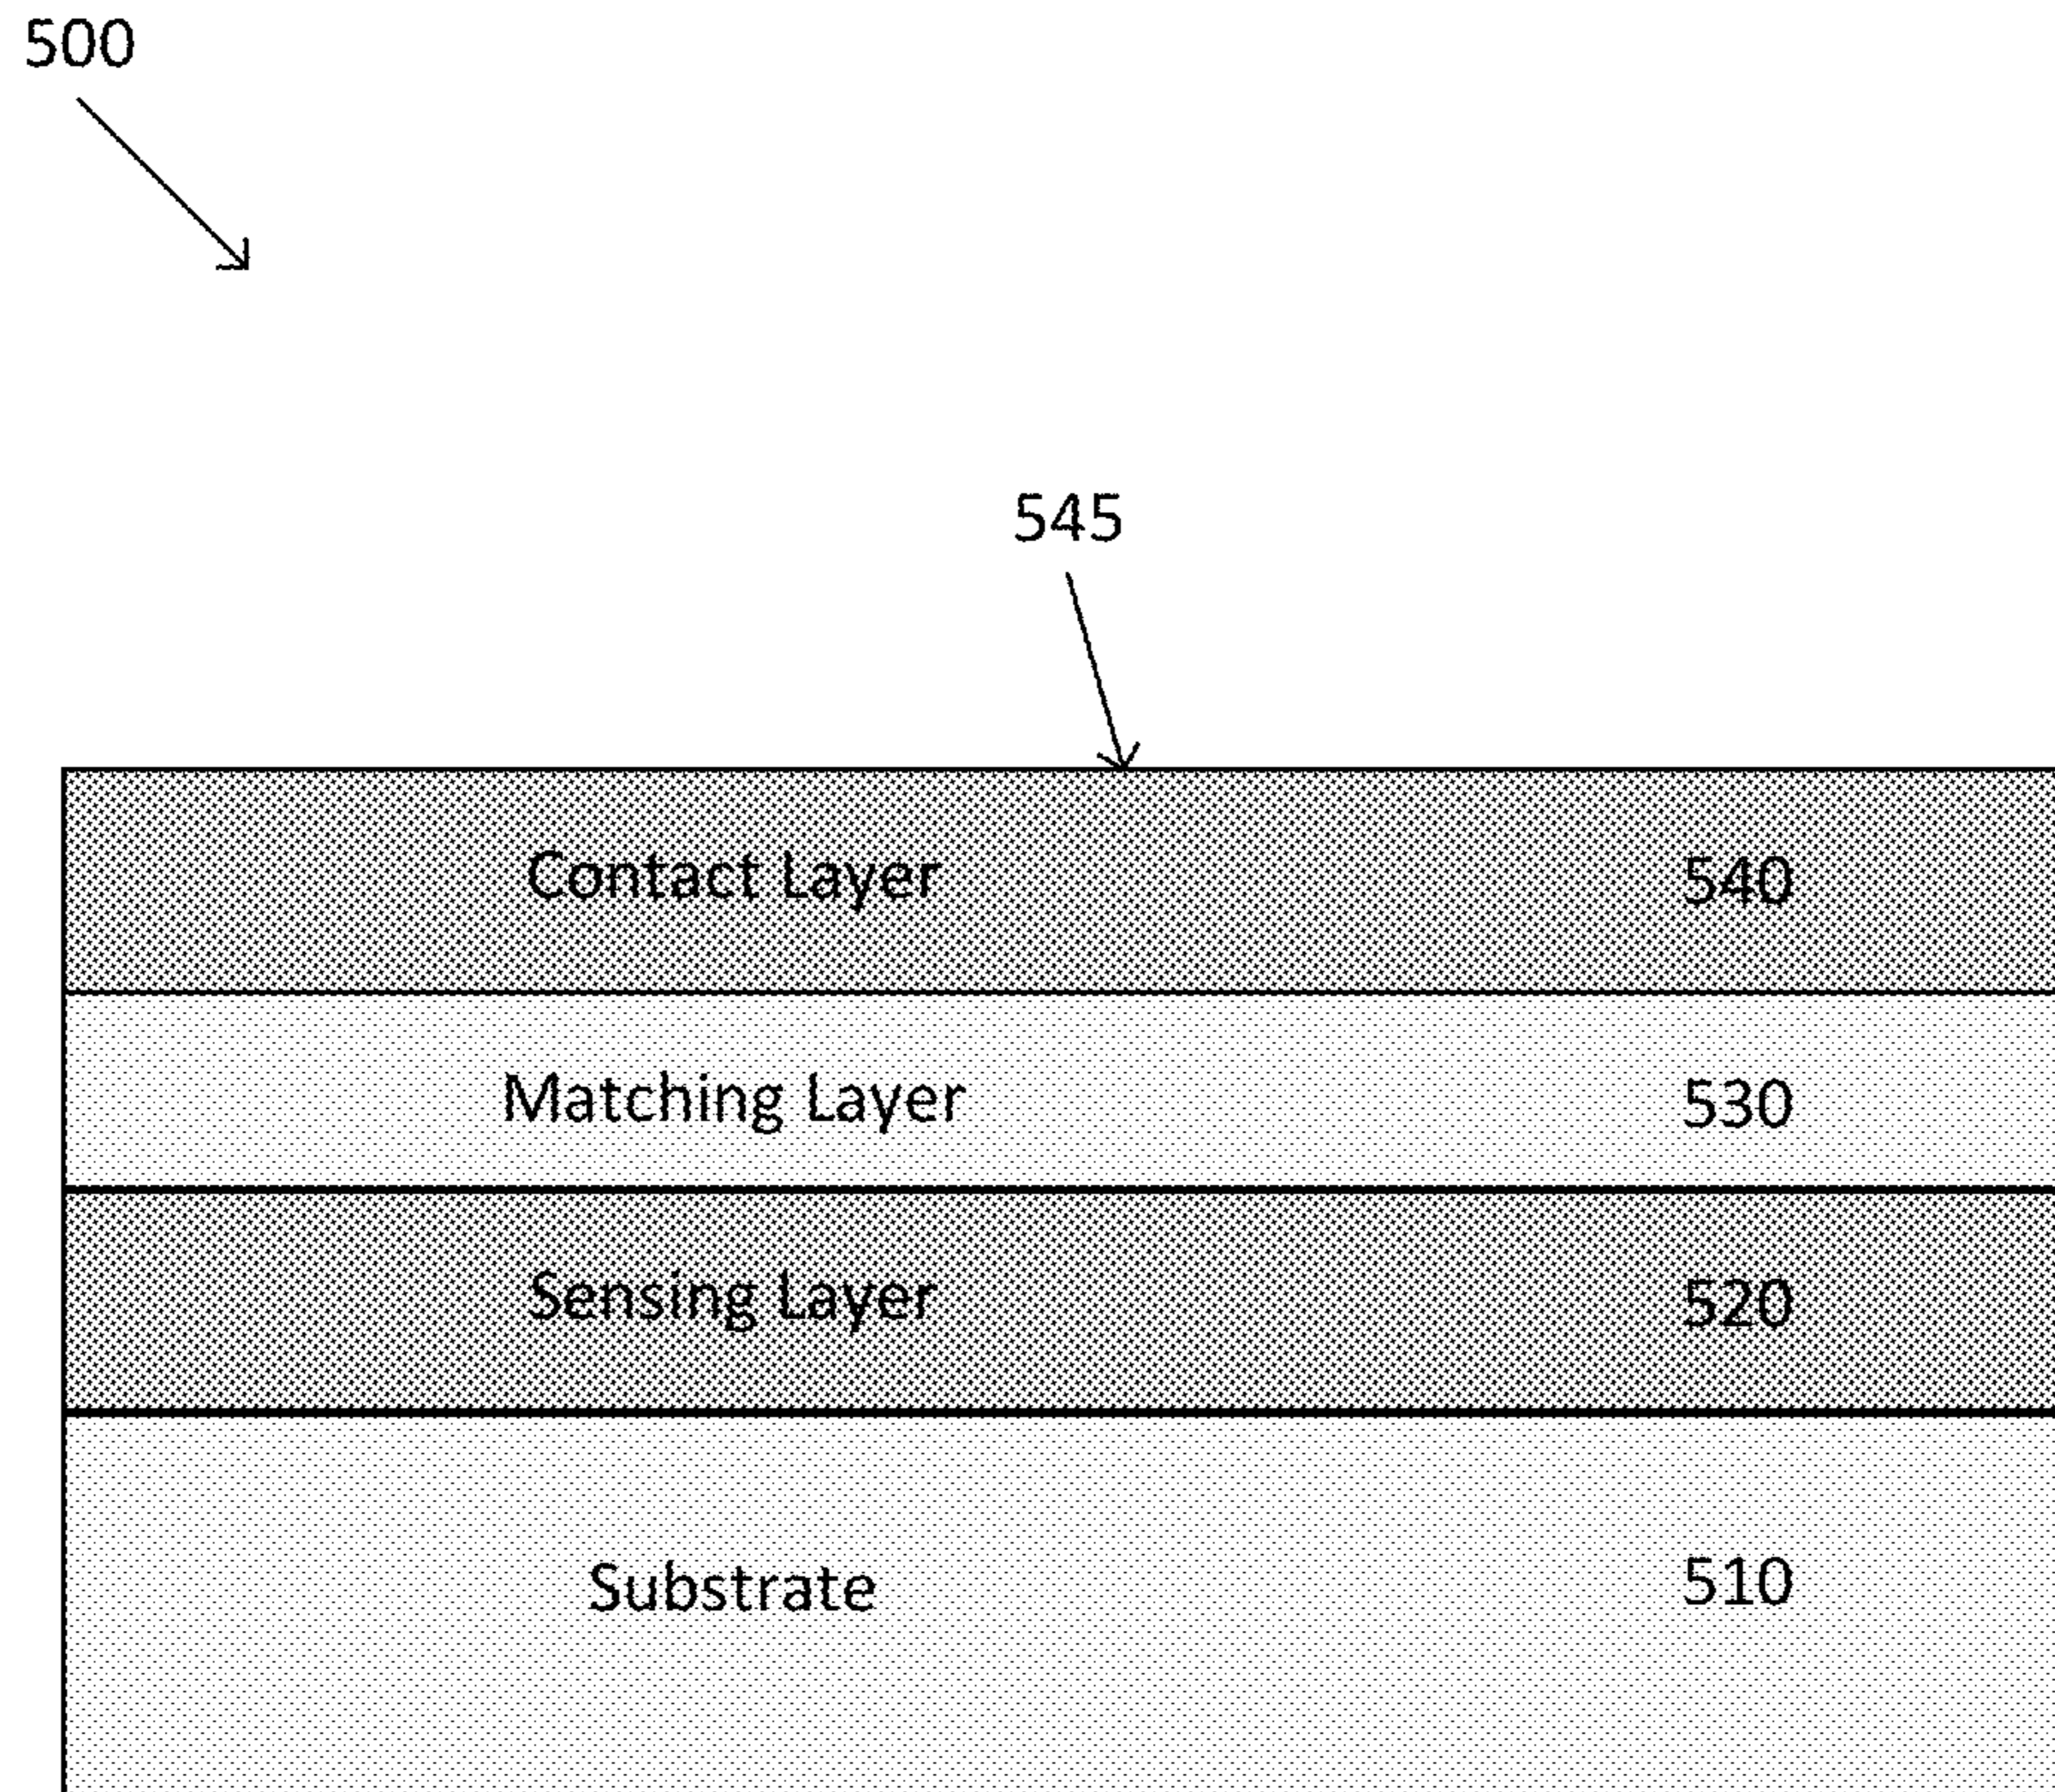 500
545
Contact Layer 540
Matching Layer 530
Sensing Layer 520
Substrate 510